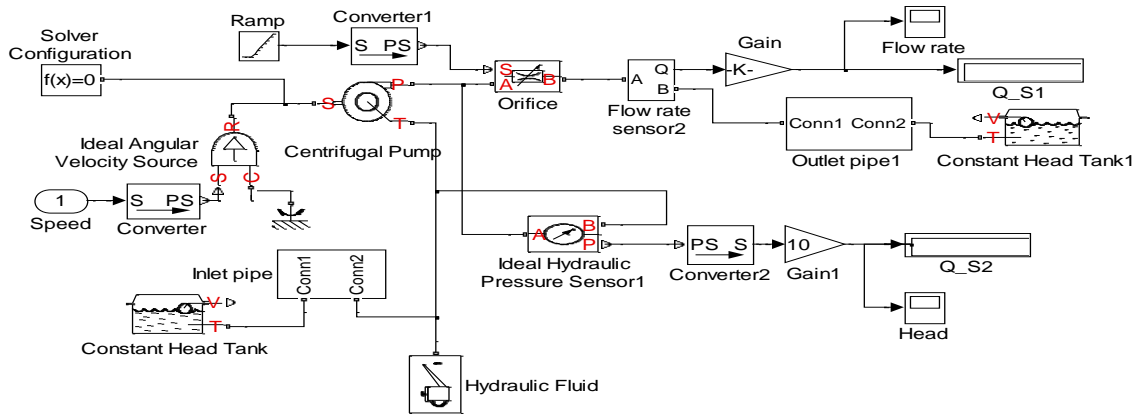 Ramp
Converter1
S PS
Solver
Configuration
f(x)=0
S
A
B
Orifice
Gain
-K-
Flow rate
Q_S1
A
Q
B
Flow rate
sensor2
P
S
T
Centrifugal Pump
R
S
C
Ideal Angular
Velocity Source
Conn1 Conn2
Outlet pipe1
V
T
Constant Head Tank1
1
Speed
S PS
Converter
A
B
P
Ideal Hydraulic
Pressure Sensor1
PS S
Converter2
10
Gain1
Q_S2
Head
Inlet pipe
Conn1
Conn2
V
T
Constant Head Tank
Hydraulic Fluid